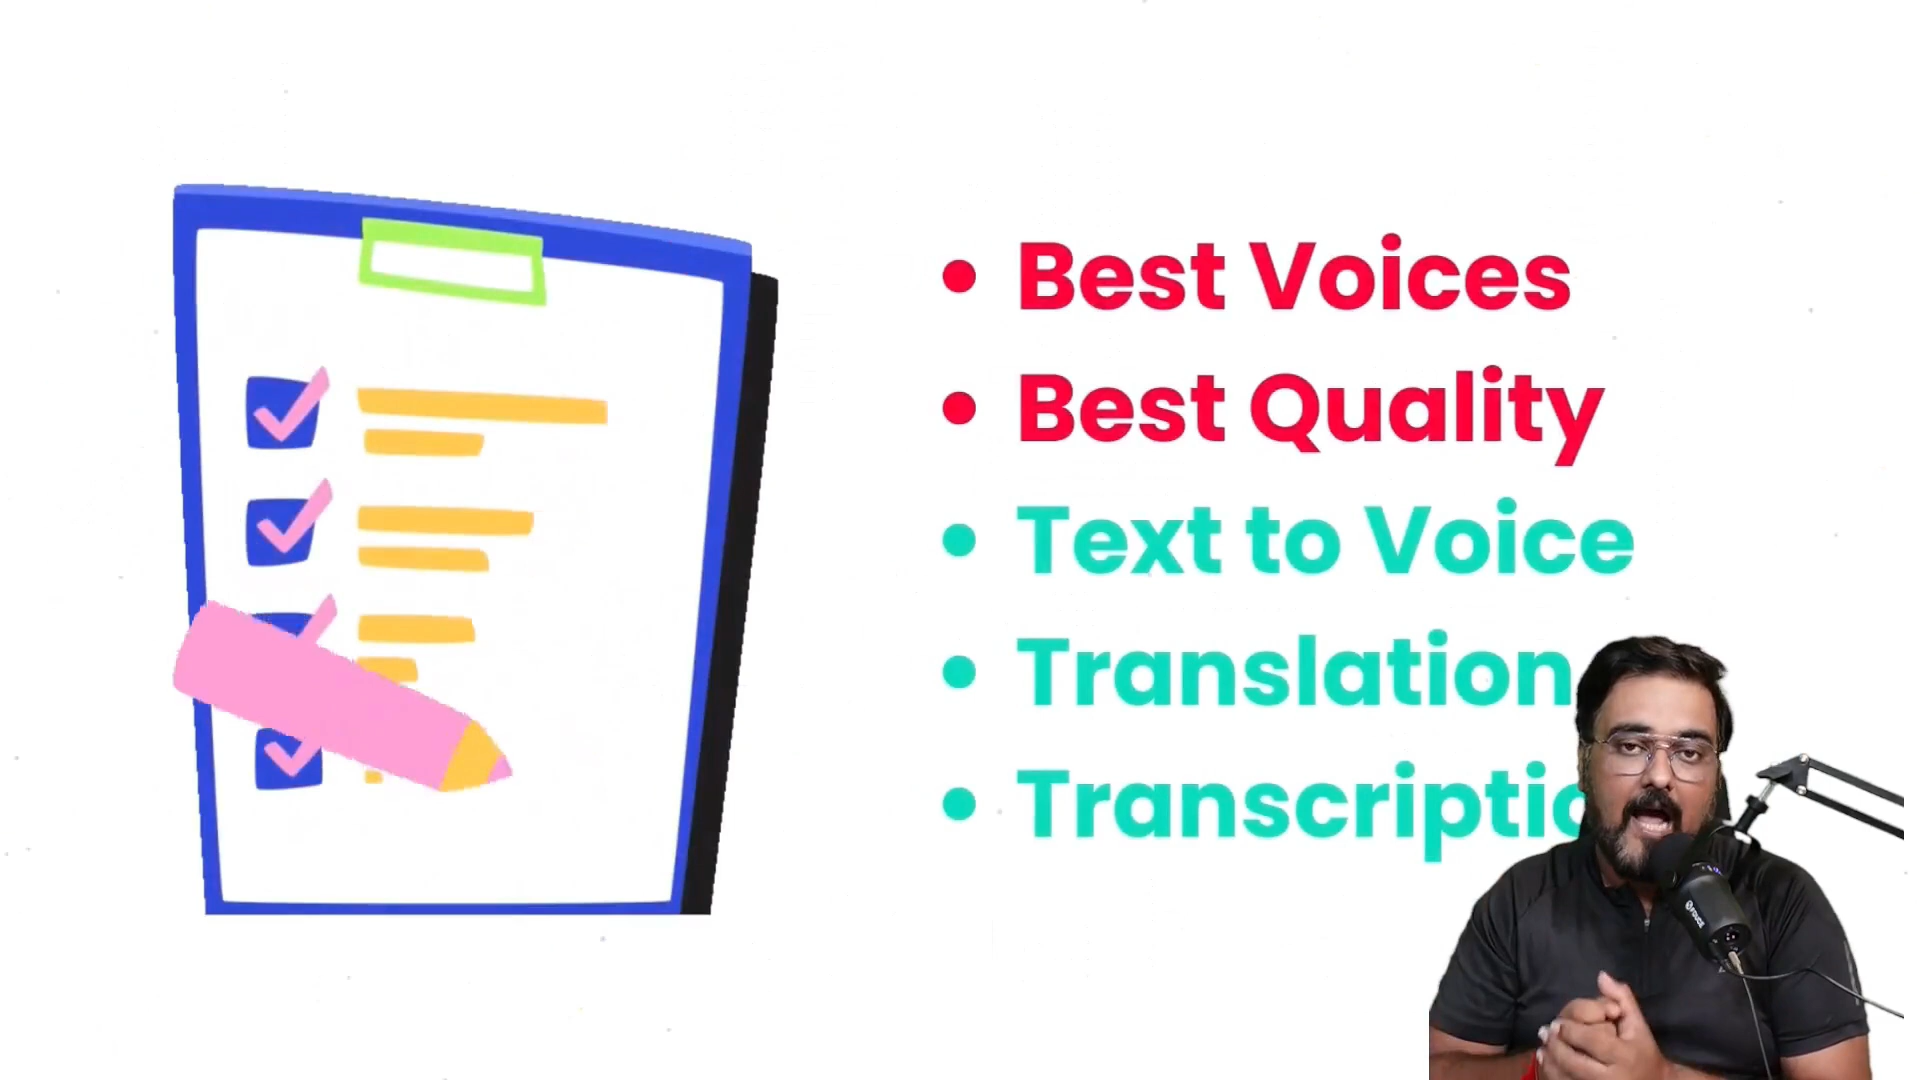 • Best Voices
• Best Quality
• Text to Voice
• Translation
• Transcriptio